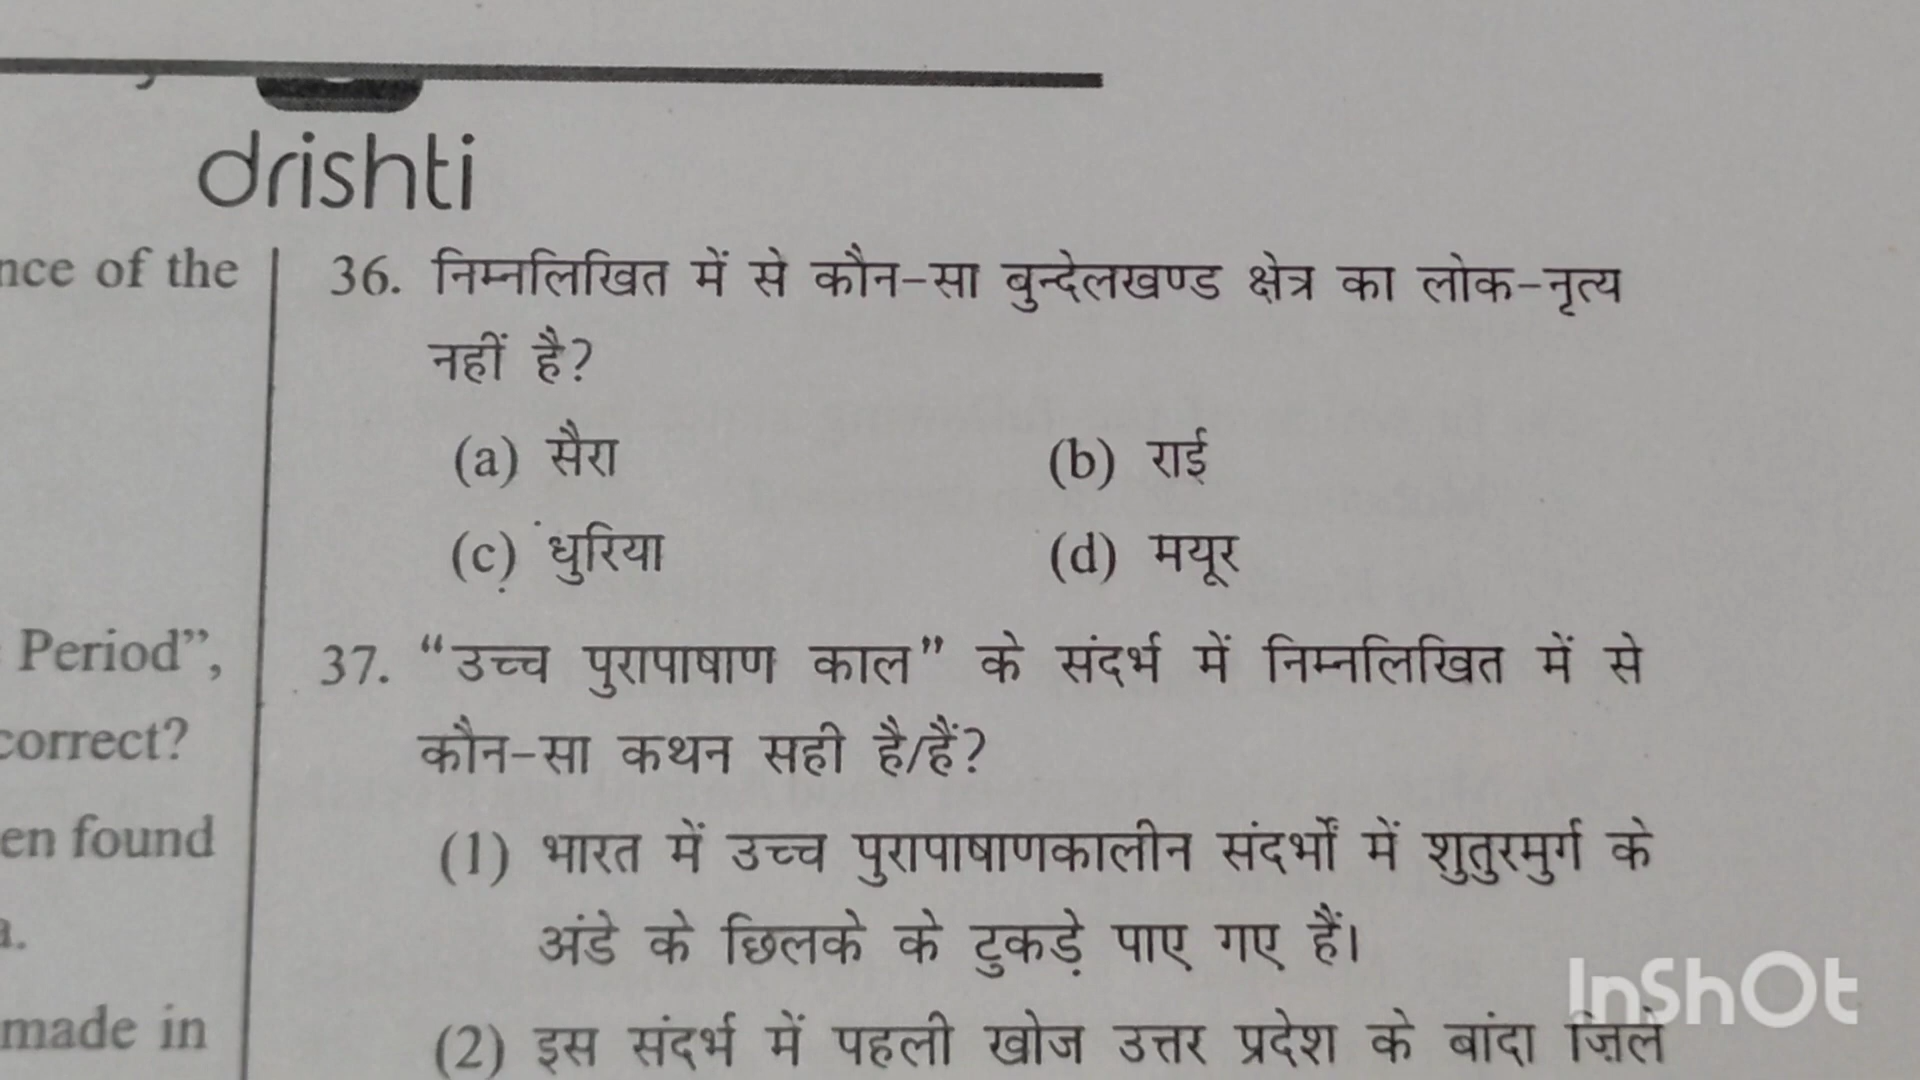 drishti
nce of the
36. निम्नलिखित में से कौन-सा बुन्देलखण्ड क्षेत्र का लोक-नृत्य
नहीं है?
(a) सैरा (b) राई
(c) धुरिया (d) मयूर
Period”,
37. “उच्च पुरापाषाण काल” के संदर्भ में निम्नलिखित में से
correct?
कौन-सा कथन सही है/हैं?
en found
(1) भारत में उच्च पुरापाषाणकालीन संदर्भों में शुतुरमुर्ग के
अंडे के छिलके के टुकड़े पाए गए हैं।
made in
(2) इस संदर्भ में पहली खोज उत्तर प्रदेश के बांदा ज़िले
InShOt